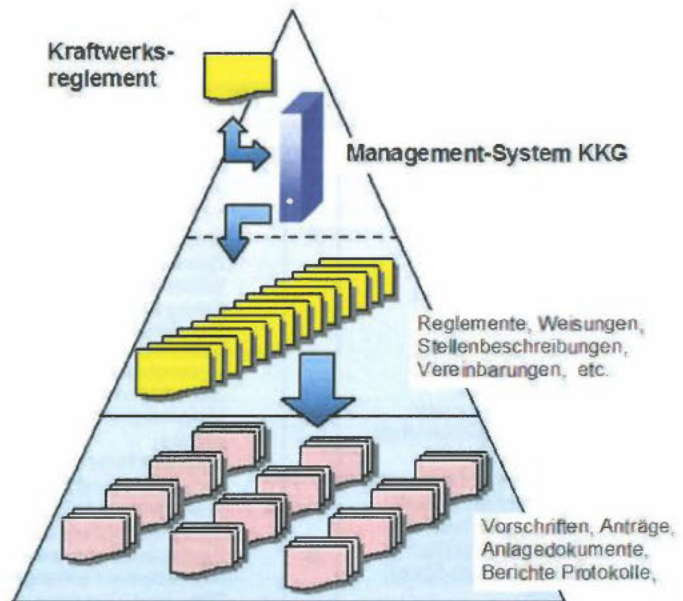 Kraftwerks-
reglement
Management-System KKG
Reglemente, Weisungen,
Stellenbeschreibungen,
Vereinbarungen, etc.
Vorschriften, Anträge,
Anlagedokumente,
Berichte Protokolle,